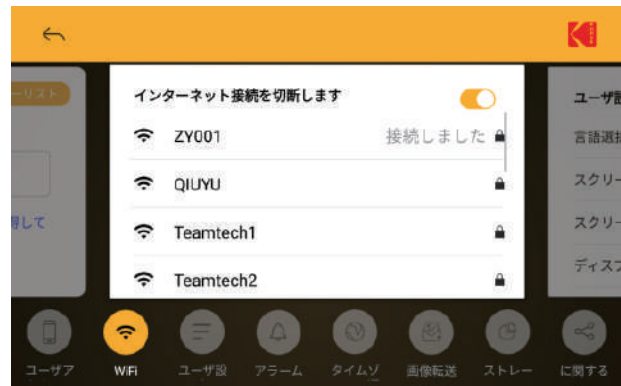 インターネット接続を切断します
ZY001 接続しました
QIUYU
Teamtech1
Teamtech2
ーリスト
得して
ユーザ設
言語選択
スクリー
スクリー
ディスプ
ユーザア
WiFi
ユーザ設
アラーム
タイムゾ
画像転送
ストレー
に関する